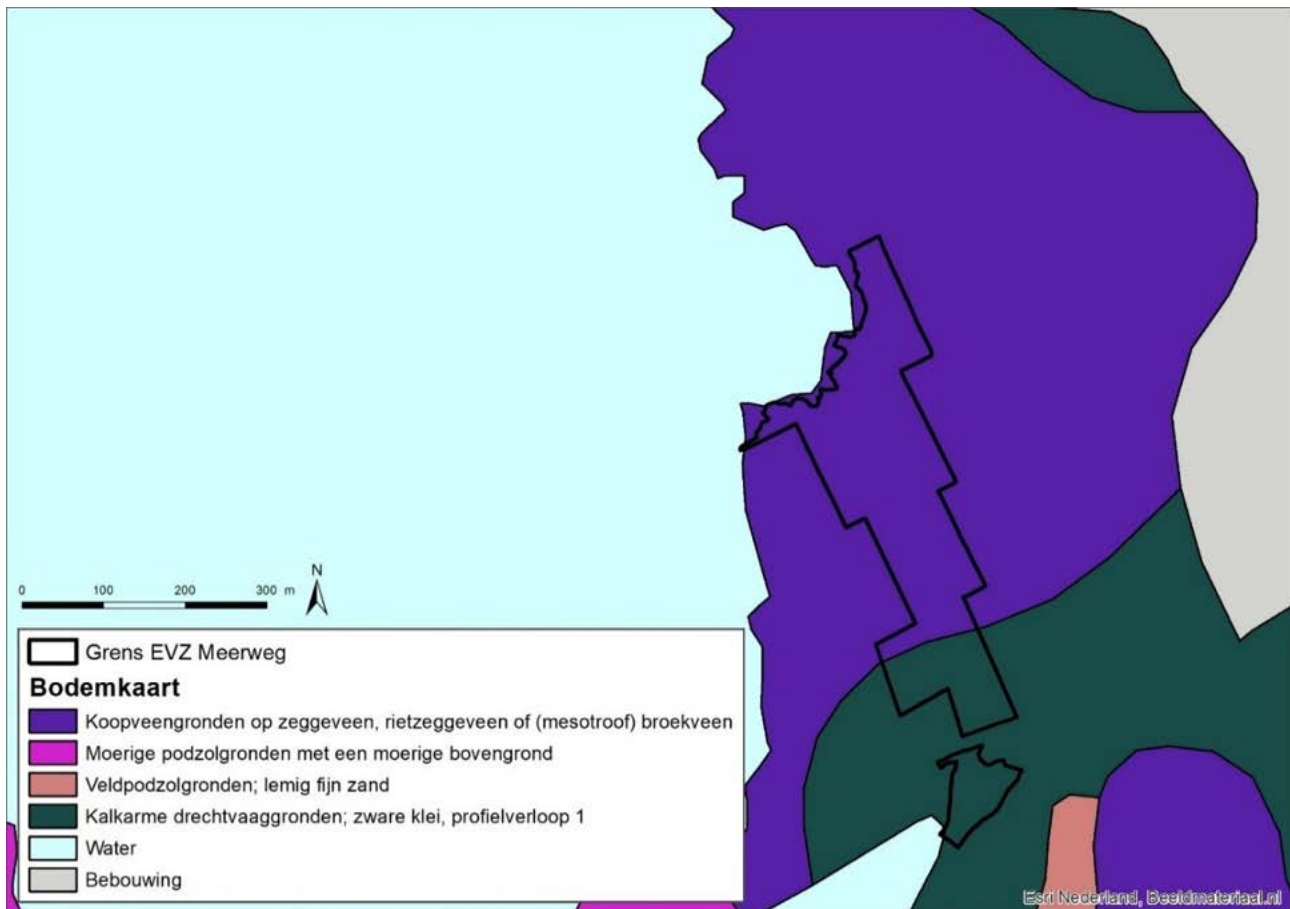 0 100 200 300 m
N
Grens EVZ Meerweg
Bodemkaart
Koopveengronden op zeggeveen, rietzeggeveen of (mesotroof) broekveen
Moerige podzolgronden met een moerige bovengrond
Veldpodzolgronden; lemig fijn zand
Kalkarme drechtvaaggronden; zware klei, profielverloop 1
Water
Bebouwing
Esri Nederland, Beeldmateriaal.nl